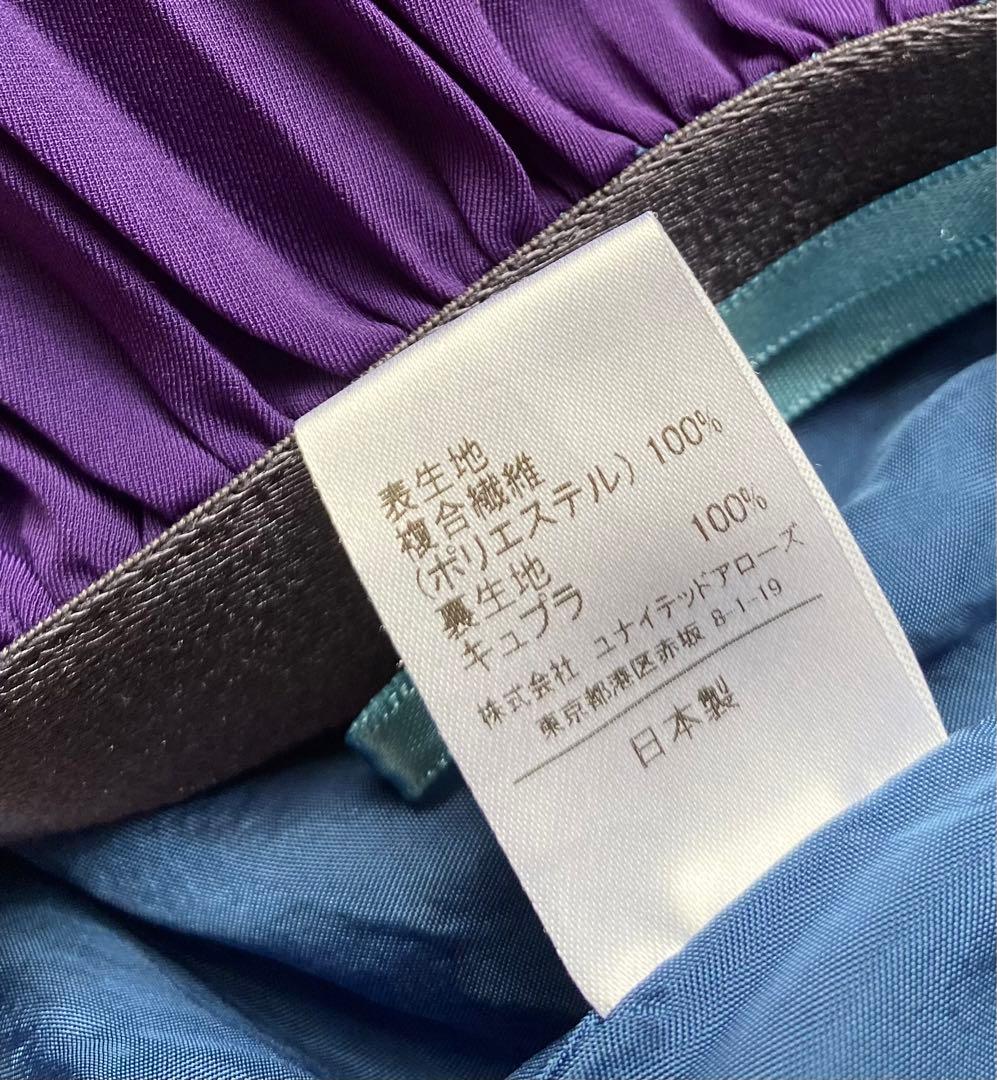 表生地
複合繊維
(ポリエステル) 100%
裏生地
キュプラ 100%
株式会社 ユナイテッドアローズ
東京都港区赤坂 8-1-19
日本製